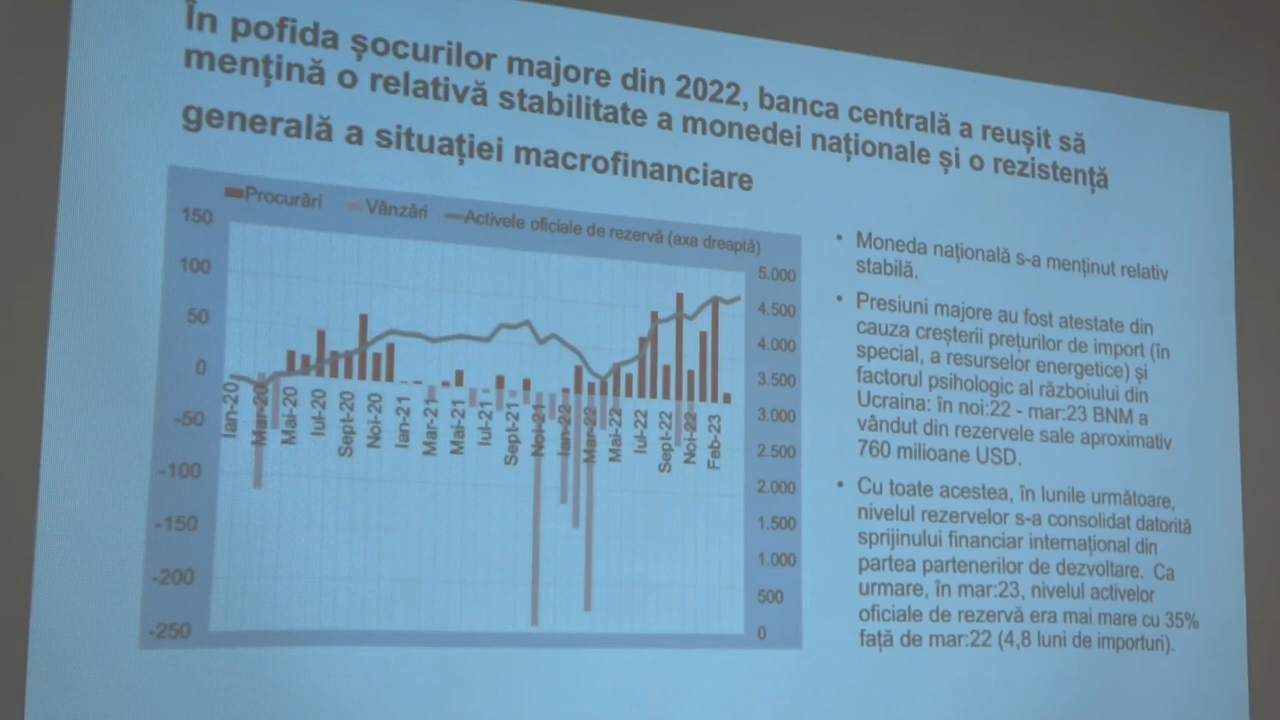 În pofida șocurilor majore din 2022, banca centrală a reușit să
mențină o relativă stabilitate a monedei naționale și o rezistență
generală a situației macrofinanciare
Procurări
Vânzări
Activele oficiale de rezervă (axa dreaptă)
150
100
50
0
-50
-100
-150
-200
-250
Ian-20
Mar-20
Mai-20
Iul-20
Sept-20
Noi-20
Ian-21
Mar-21
Mai-21
Iul-21
Sept-21
Noi-21
Ian-22
Mar-22
Mai-22
Iul-22
Sept-22
Noi-22
Feb-23
5.000
4.500
4.000
3.500
3.000
2.500
2.000
1.500
1.000
500
0
• Moneda națională s-a menținut relativ
stabilă.
• Presiuni majore au fost atestate din
cauza creșterii prețurilor de import (în
special, a resurselor energetice) și
factorul psihologic al războiului din
Ucraina: în noi:22 - mar:23 BNM a
vândut din rezervele sale aproximativ
760 milioane USD.
• Cu toate acestea, în lunile următoare,
nivelul rezervelor s-a consolidat datorită
sprijinului financiar internațional din
partea partenerilor de dezvoltare. Ca
urmare, în mar:23, nivelul activelor
oficiale de rezervă era mai mare cu 35%
față de mar:22 (4,8 luni de importuri).